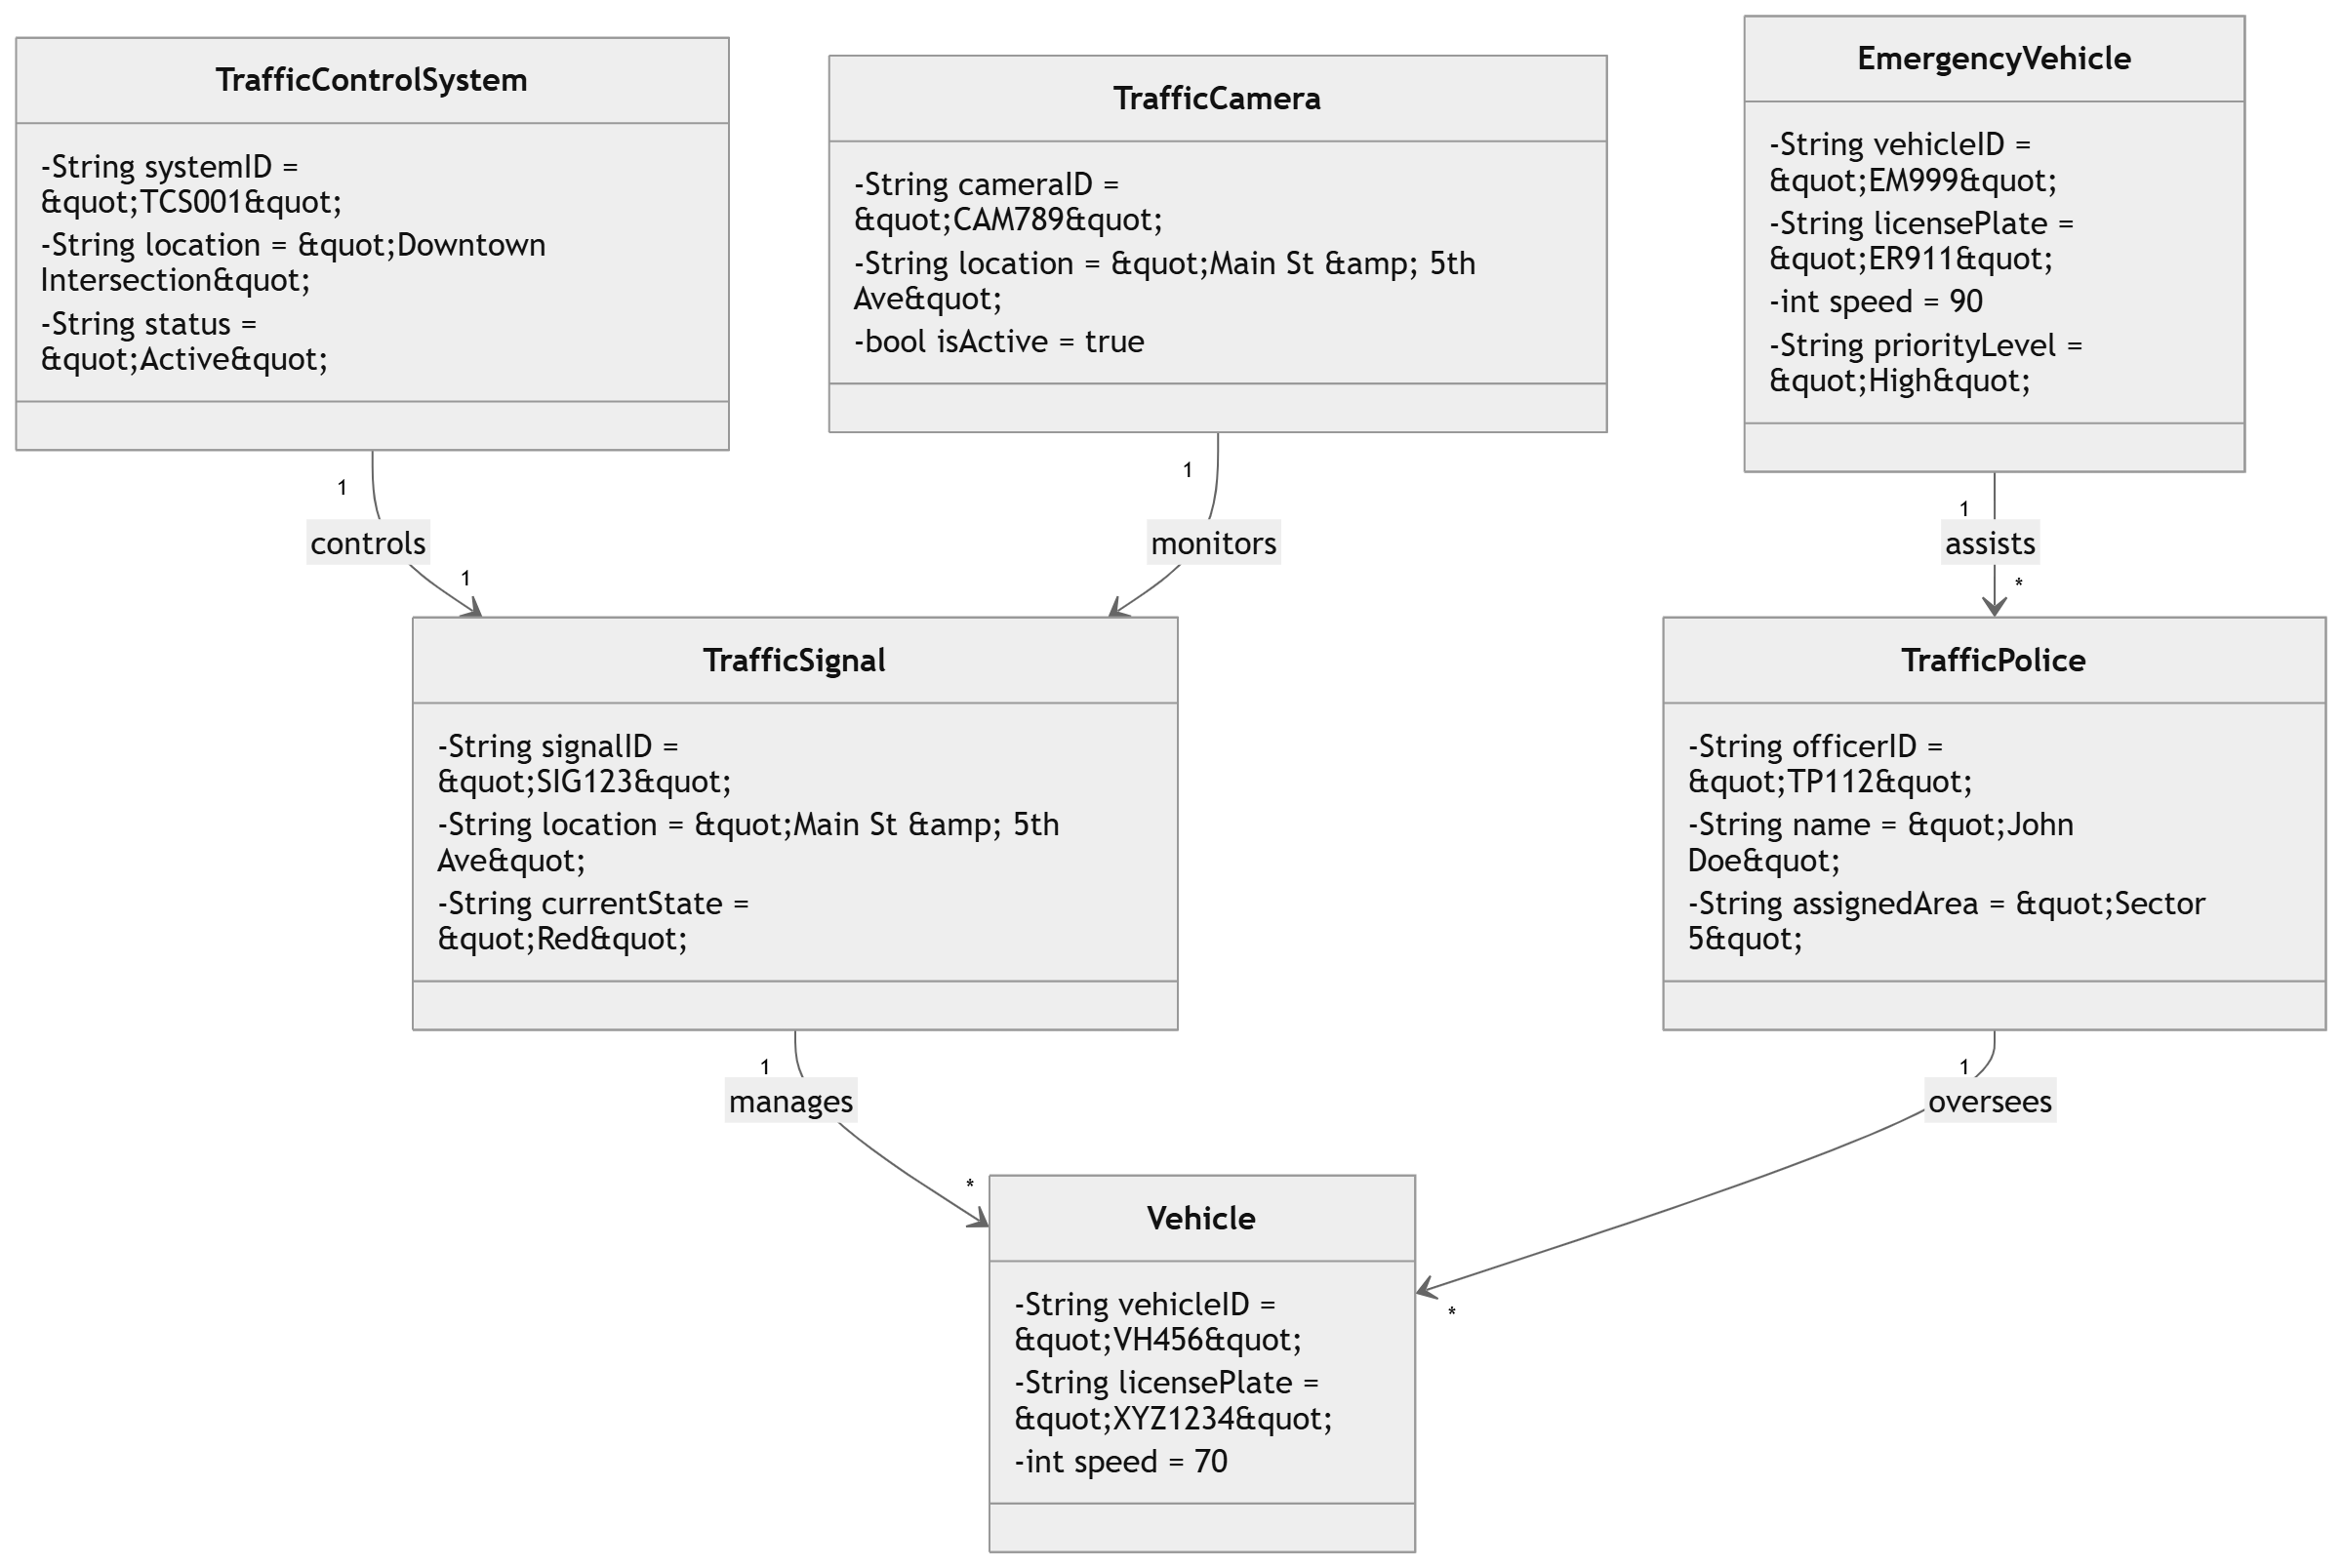 TrafficControlSystem
-String systemID =
&quot;TCS001&quot;
-String location = &quot;Downtown
Intersection&quot;
-String status =
&quot;Active&quot;
TrafficCamera
-String cameraID =
&quot;CAM789&quot;
-String location = &quot;Main St &amp; 5th
Ave&quot;
-bool isActive = true
EmergencyVehicle
-String vehicleID =
&quot;EM999&quot;
-String licensePlate =
&quot;ER911&quot;
-int speed = 90
-String priorityLevel =
&quot;High&quot;
1
controls
1
1
monitors
1
assists
*
TrafficSignal
-String signalID =
&quot;SIG123&quot;
-String location = &quot;Main St &amp; 5th
Ave&quot;
-String currentState =
&quot;Red&quot;
TrafficPolice
-String officerID =
&quot;TP112&quot;
-String name = &quot;John
Doe&quot;
-String assignedArea = &quot;Sector
5&quot;
1
manages
*
1
oversees
*
Vehicle
-String vehicleID =
&quot;VH456&quot;
-String licensePlate =
&quot;XYZ1234&quot;
-int speed = 70